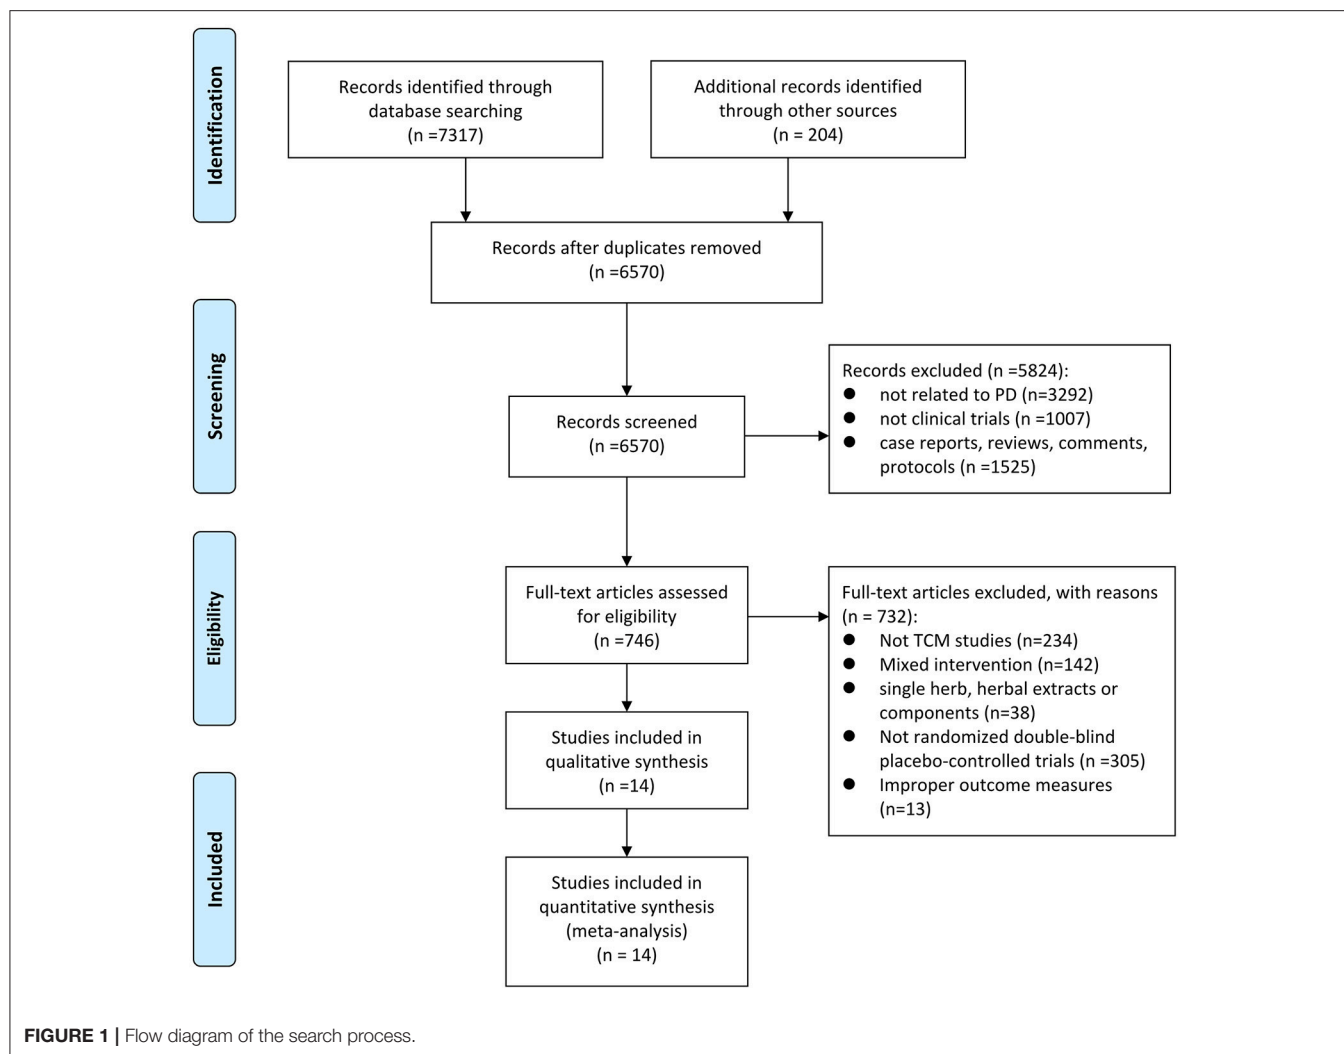 Identification
Records identified through
database searching
(n =7317)
Additional records identified
through other sources
(n = 204)
Records after duplicates removed
(n =6570)
Screening
Records screened
(n =6570)
Records excluded (n =5824):
● not related to PD (n=3292)
● not clinical trials (n =1007)
● case reports, reviews, comments,
protocols (n =1525)
Eligibility
Full-text articles assessed
for eligibility
(n =746)
Full-text articles excluded, with reasons
(n = 732):
● Not TCM studies (n=234)
● Mixed intervention (n=142)
● single herb, herbal extracts or
components (n=38)
● Not randomized double-blind
placebo-controlled trials (n =305)
● Improper outcome measures
(n=13)
Studies included in
qualitative synthesis
(n =14)
Included
Studies included in
quantitative synthesis
(meta-analysis)
(n = 14)
FIGURE 1 | Flow diagram of the search process.